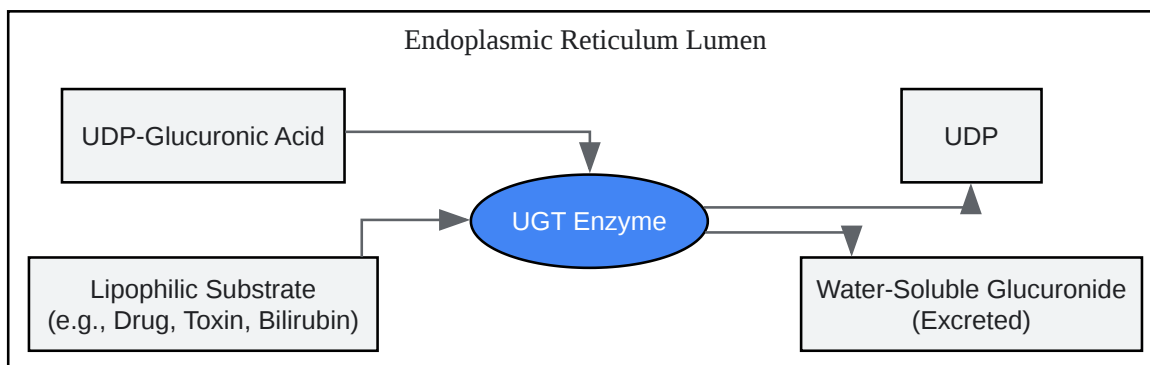 Endoplasmic Reticulum Lumen
UDP-Glucuronic Acid
UDP
UGT Enzyme
Lipophilic Substrate
(e.g., Drug, Toxin, Bilirubin)
Water-Soluble Glucuronide
(Excreted)